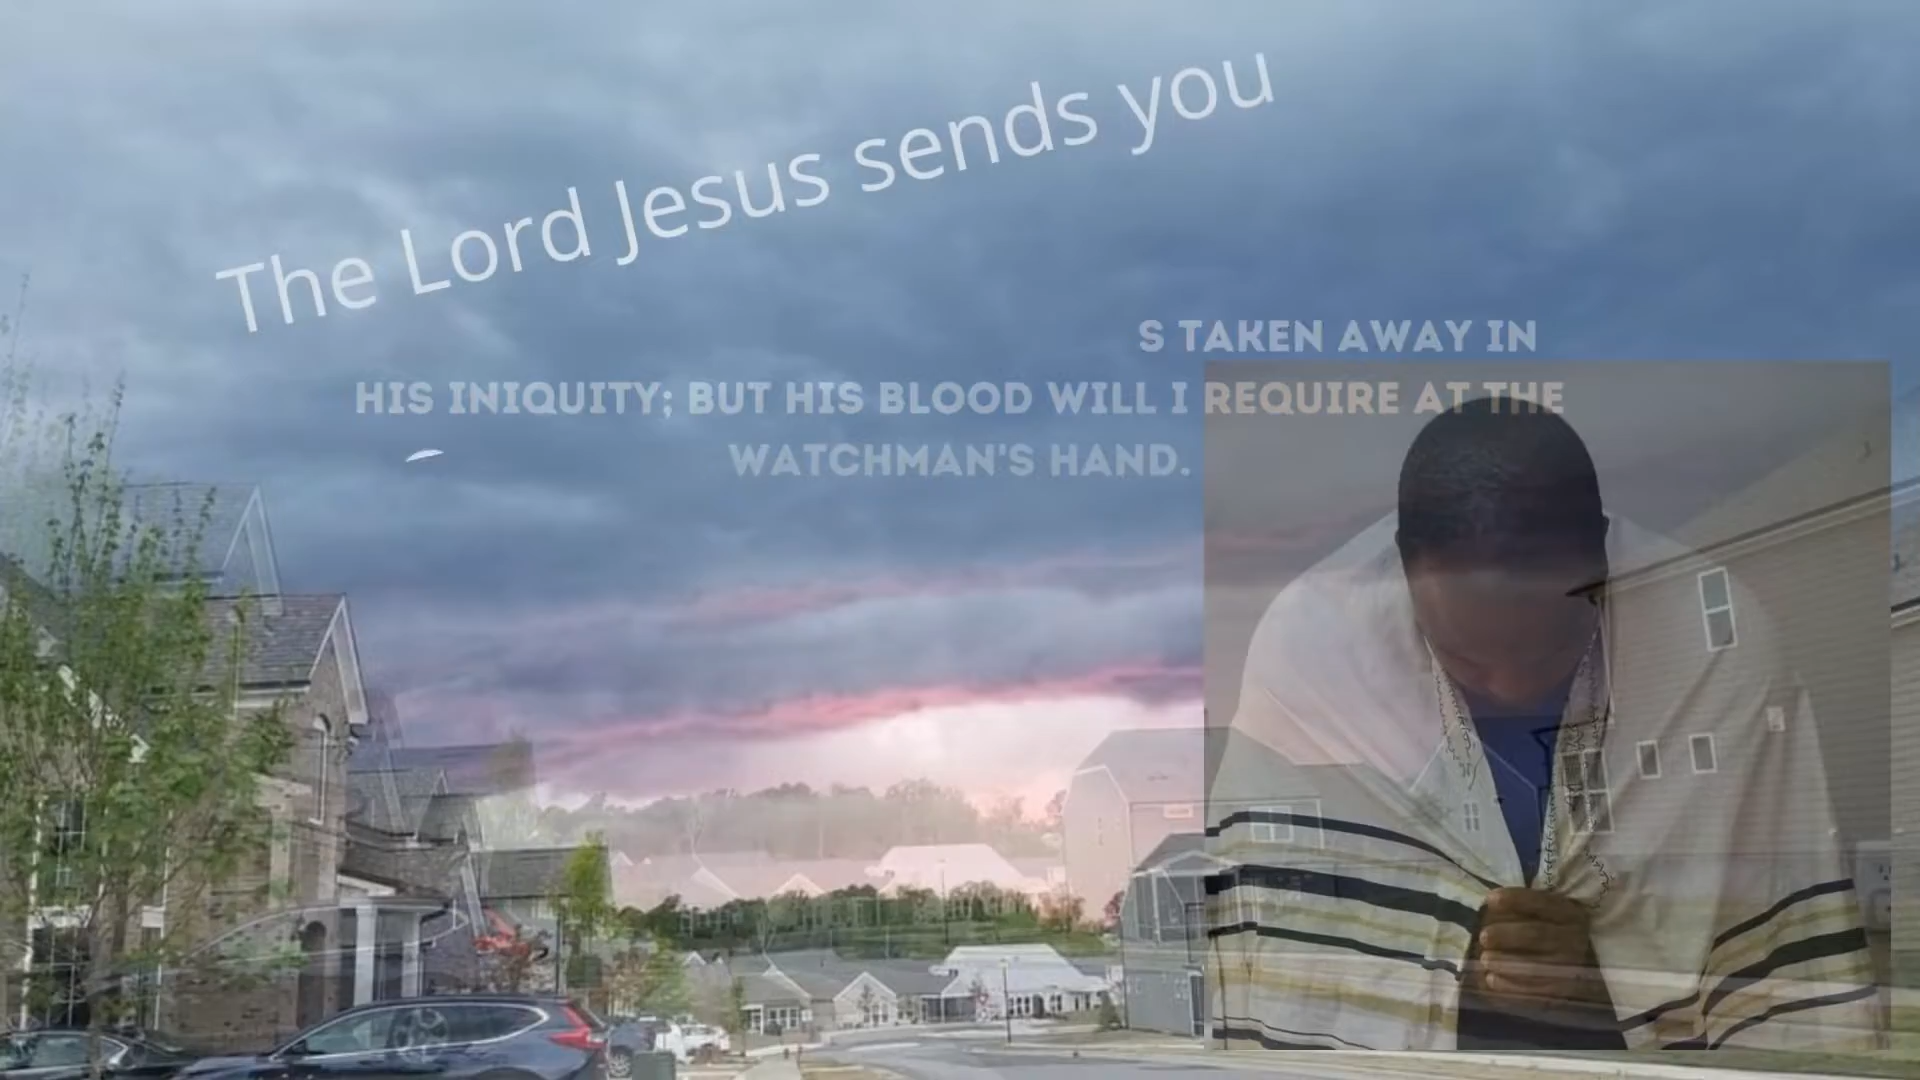 The Lord Jesus sends you
S TAKEN AWAY IN
HIS INIQUITY; BUT HIS BLOOD WILL I REQUIRE AT THE
WATCHMAN'S HAND.